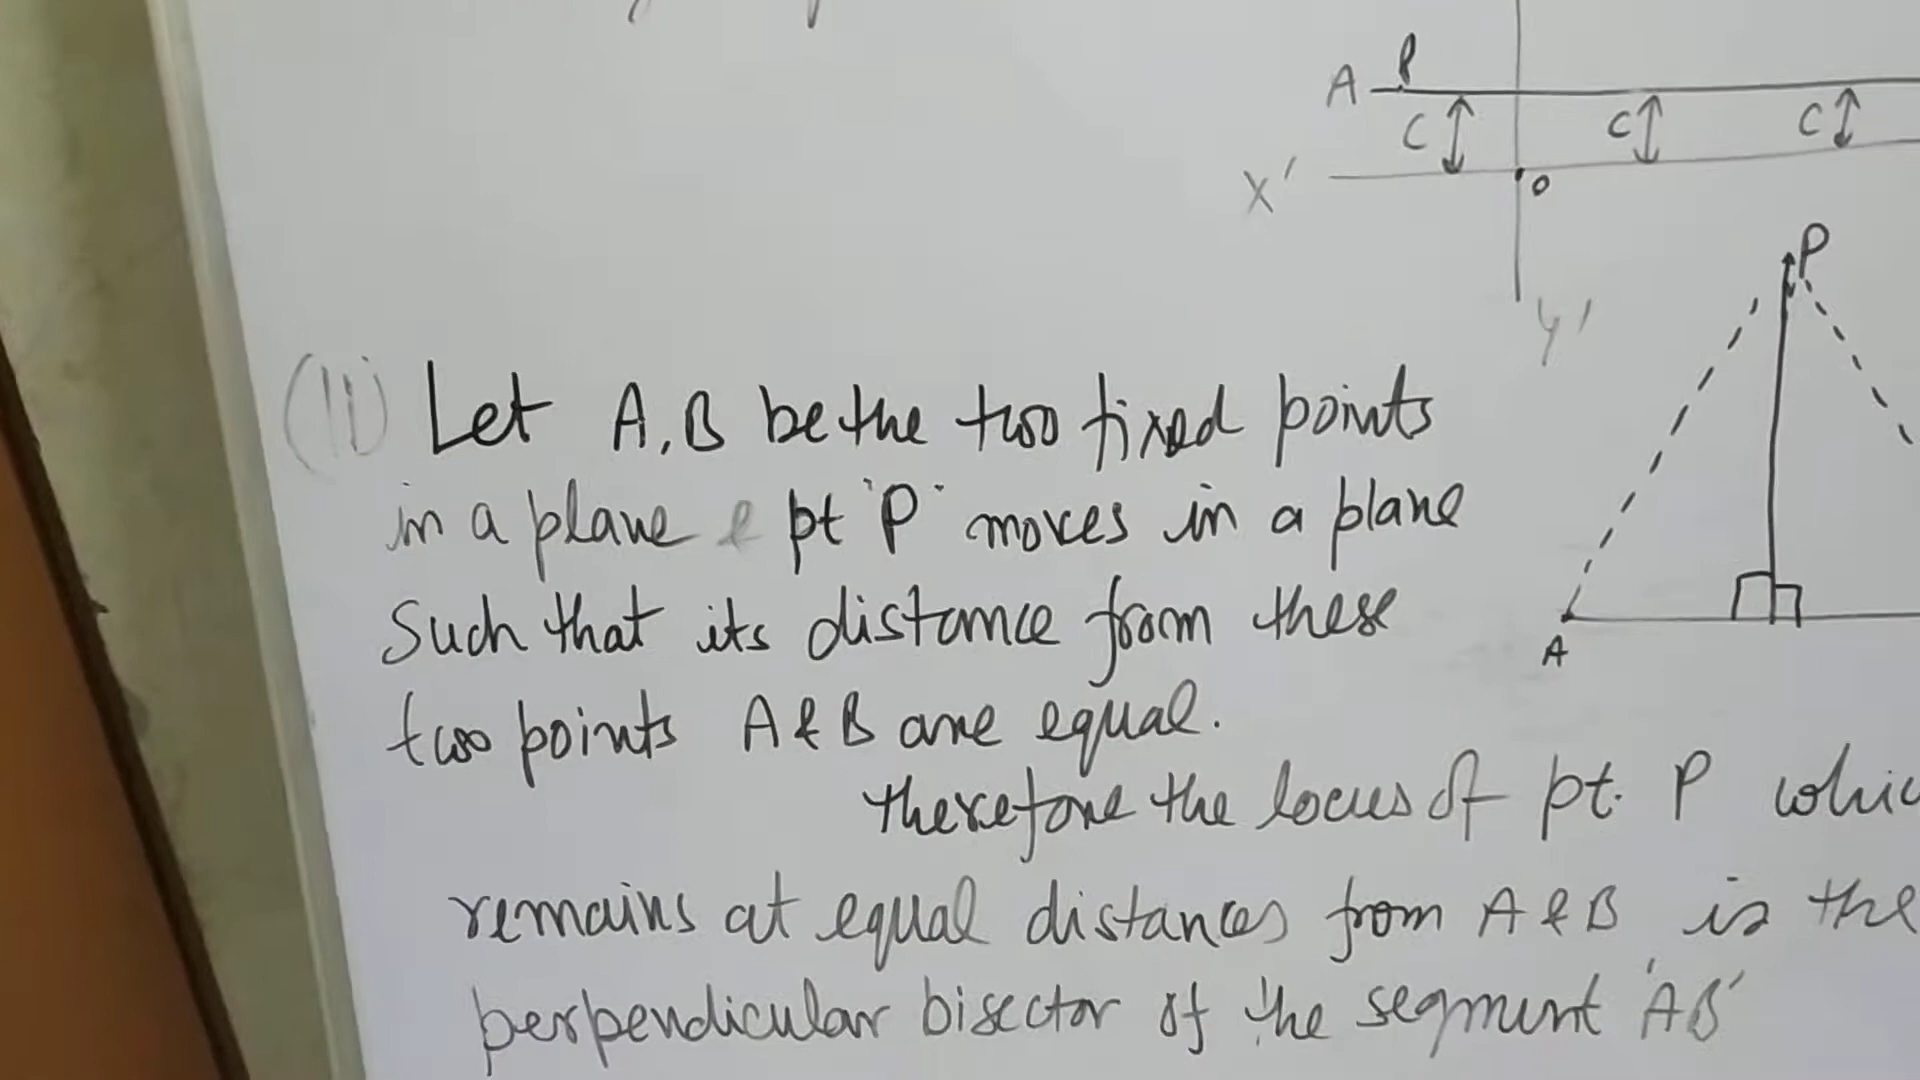 A P
C C C
X' O
P
Y'
(ii) Let A, B be the two fixed points
in a plane & pt 'P' moves in a plane
Such that its distance from these
two points A & B are equal.
A
therefore the locus of pt. P whic
remains at equal distances from A & B is the
perpendicular bisector of the segment 'AB'